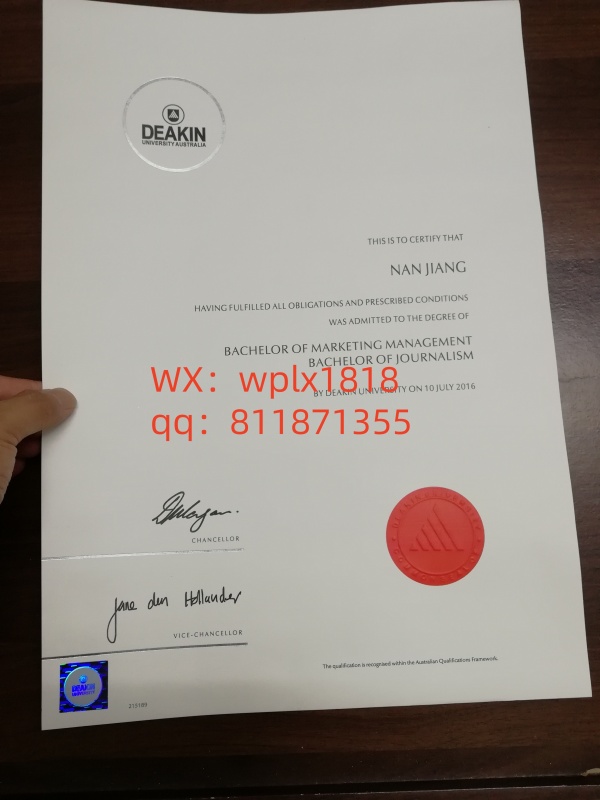 DEAKIN
UNIVERSITY AUSTRALIA
THIS IS TO CERTIFY THAT
NAN JIANG
HAVING FULFILLED ALL OBLIGATIONS AND PRESCRIBED CONDITIONS
WAS ADMITTED TO THE DEGREE OF
BACHELOR OF MARKETING MANAGEMENT
BACHELOR OF JOURNALISM
WX：wplx1818
BY DEAKIN UNIVERSITY ON 10 JULY 2016
qq：811871355
CHANCELLOR
Jane den Hollander
VICE-CHANCELLOR
The qualification is recognised within the Australian Qualifications Framework.
DEAKIN
UNIVERSITY
215189